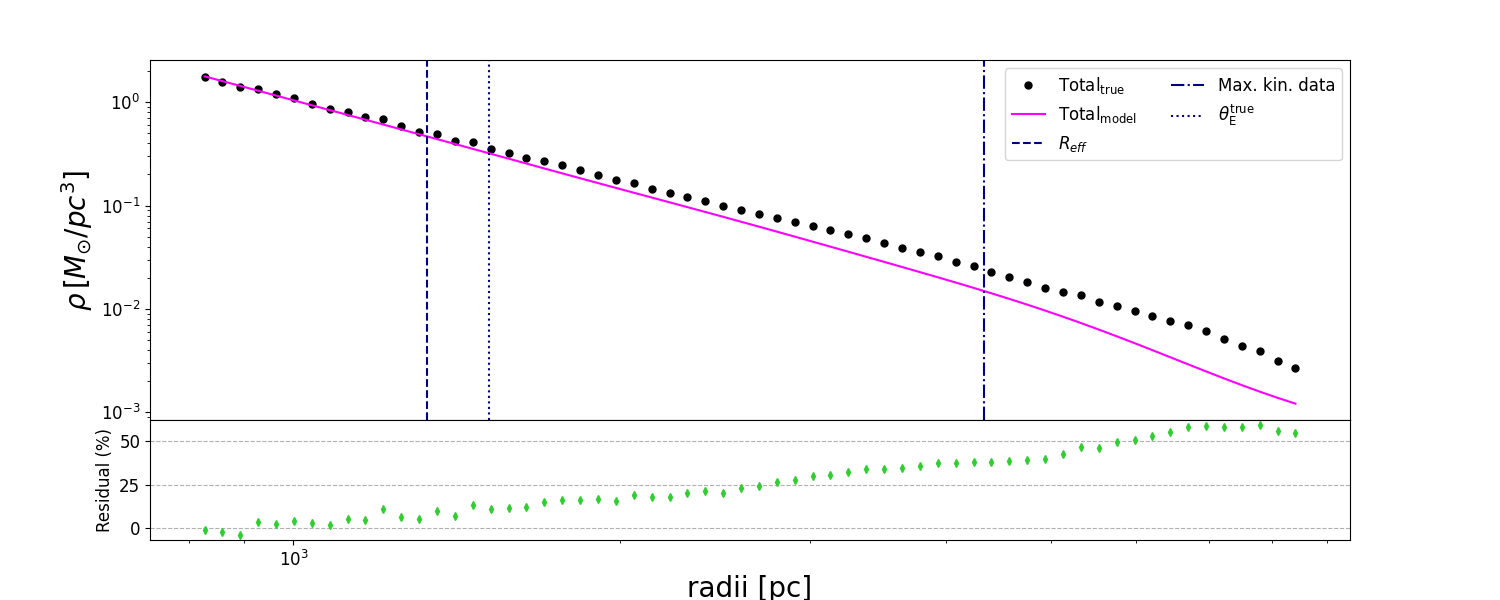 10⁰
10⁻¹
10⁻²
10⁻³
ρ [M⊙/pc³]
Total_true
Total_model
R_eff
Max. kin. data
θ_E^true
50
25
0
Residual (%)
10³
radii [pc]